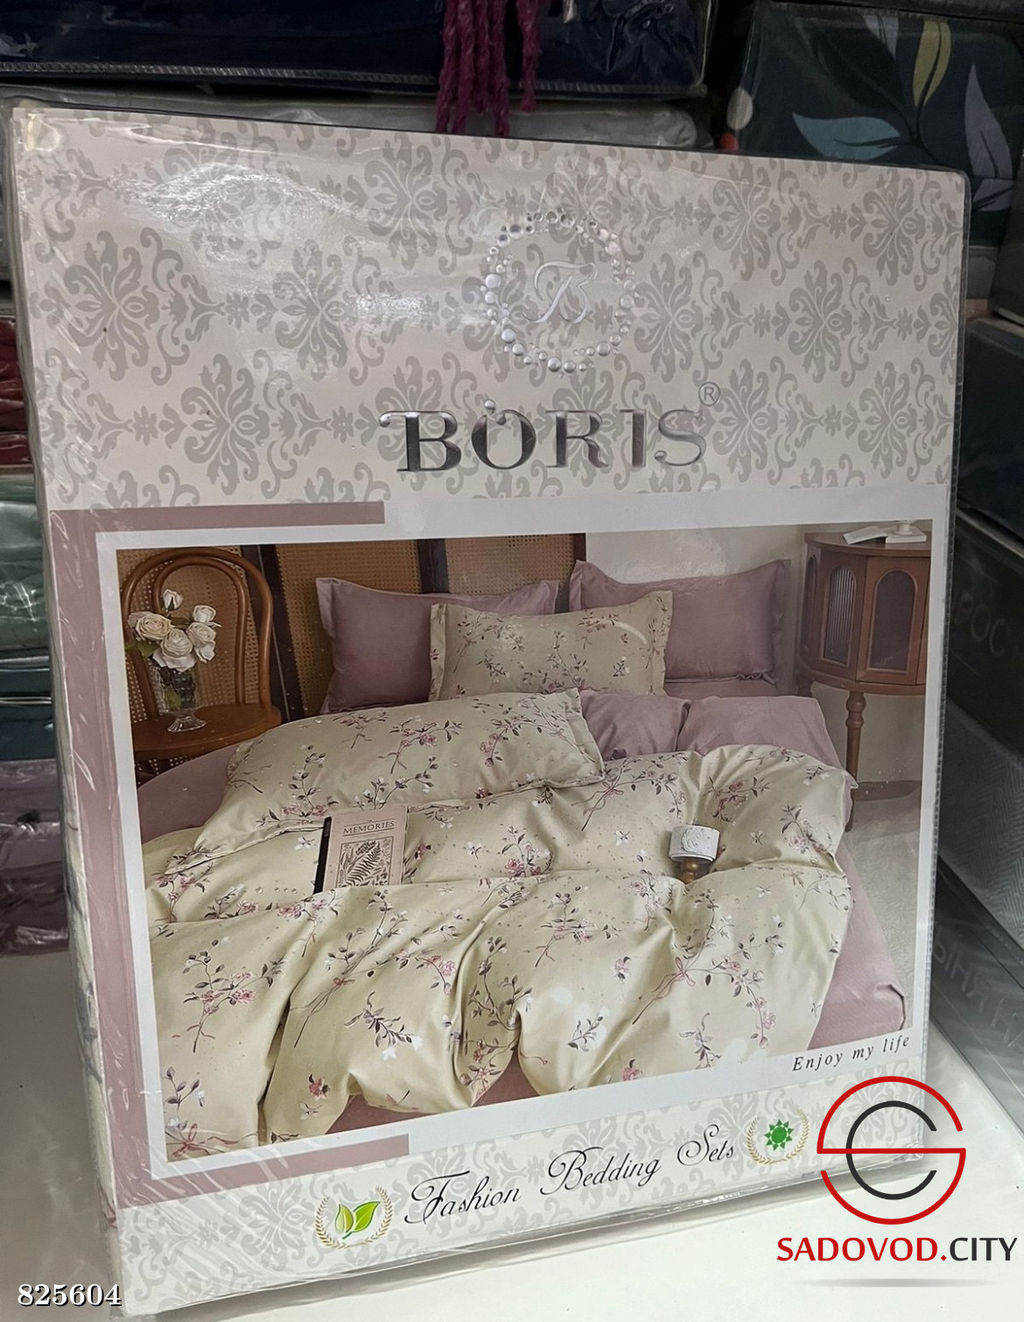 B
BORIS®
MEMORIES
Enjoy my life
Fashion Bedding Sets
SADOVOD.CITY
825604